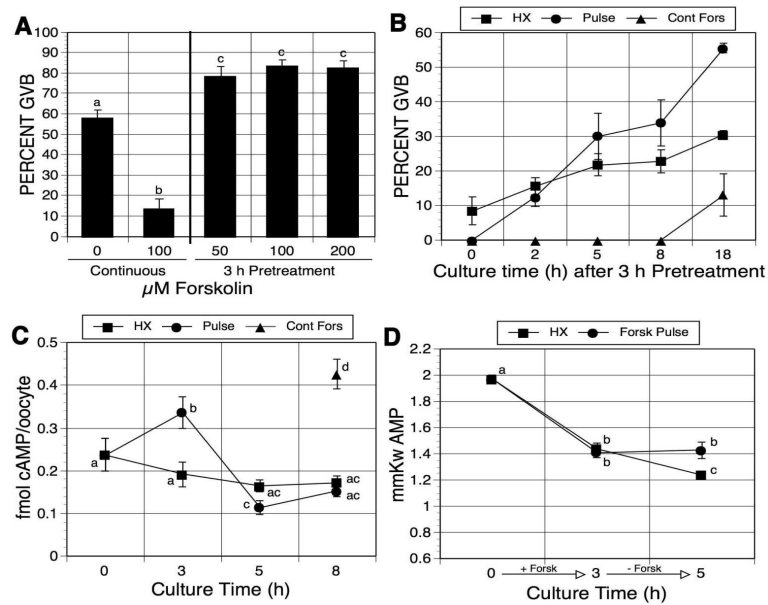 A
PERCENT GVB
100
90
80
70
60
50
40
30
20
10
0
a
b
c
c
c
0 100 50 100 200
Continuous 3 h Pretreatment
µM Forskolin
B
HX Pulse Cont Fors
PERCENT GVB
60
50
40
30
20
10
0
0 2 5 8 18
Culture time (h) after 3 h Pretreatment
C
HX Pulse Cont Fors
fmol cAMP/oocyte
0.5
0.4
0.3
0.2
0.1
0
a
b
a
c
ac
d
ac
ac
0 3 5 8
Culture Time (h)
D
HX Forsk Pulse
mmKw AMP
2.2
2
1.8
1.6
1.4
1.2
1
0.8
0.6
a
b
b
b
c
0 + Forsk 3 - Forsk 5
Culture Time (h)